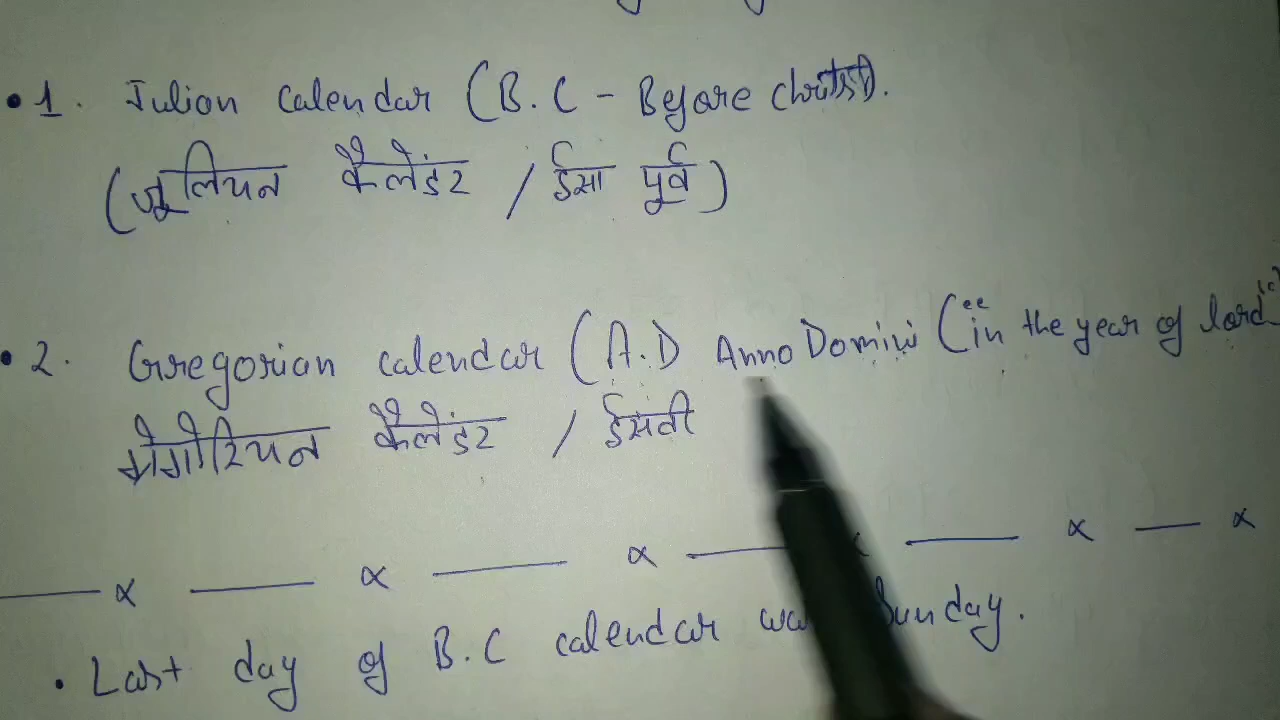 •1. Julian Calendar (B.C - Before Christ).
(जूलियन कैलेंडर / ईसा पूर्व)
•2. Gregorian calendar (A.D Anno Domini (in the year of lord
ग्रेगोरियन कैलेंडर / ईसवी
• Last day of B.C calendar Sunday.